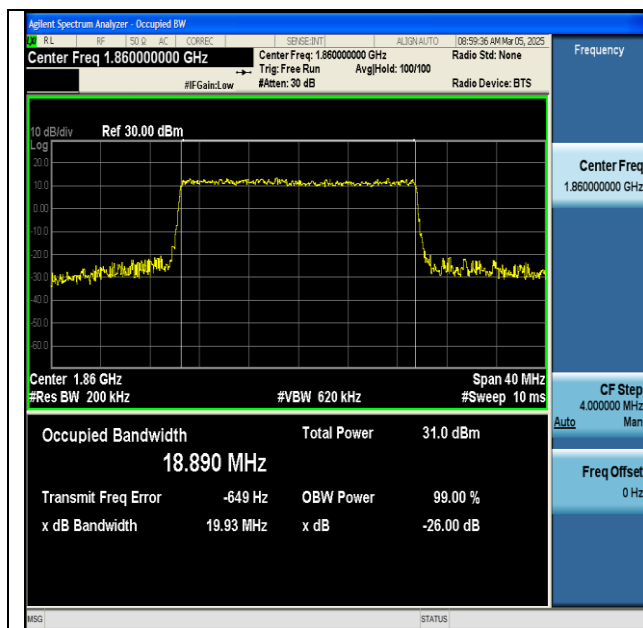 Agilent Spectrum Analyzer - Occupied BW
RL RF 50 Ω AC CORREC SENSE:INT ALIGN AUTO 08:59:36 AM Mar 05, 2025
Center Freq 1.860000000 GHz Center Freq: 1.860000000 GHz Radio Std: None
Trig: Free Run Avg|Hold: 100/100
#IFGain:Low #Atten: 30 dB Radio Device: BTS
10 dB/div Ref 30.00 dBm
Log
20.0
10.0
0.00
-10.0
-20.0
-30.0
-40.0
-50.0
-60.0
Center 1.86 GHz Span 40 MHz
#Res BW 200 kHz #VBW 620 kHz #Sweep 10 ms
Occupied Bandwidth Total Power 31.0 dBm
18.890 MHz
Transmit Freq Error -649 Hz OBW Power 99.00 %
x dB Bandwidth 19.93 MHz x dB -26.00 dB
MSG STATUS
Frequency
Center Freq
1.860000000 GHz
CF Step
4.000000 MHz
Auto Man
Freq Offset
0 Hz